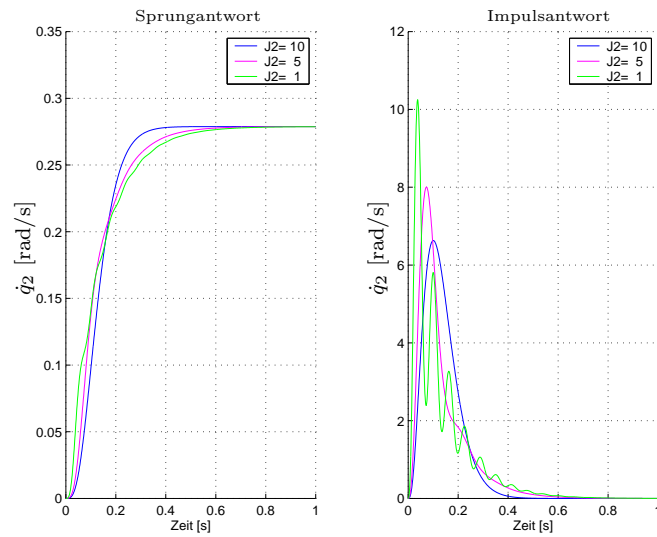 Sprungantwort
J2= 10
J2= 5
J2= 1
0.35
0.3
0.25
0.2
0.15
0.1
0.05
0
q̇2 [rad/s]
0 0.2 0.4 0.6 0.8 1
Zeit [s]
Impulsantwort
J2= 10
J2= 5
J2= 1
12
10
8
6
4
2
0
q̇2 [rad/s]
0 0.2 0.4 0.6 0.8 1
Zeit [s]